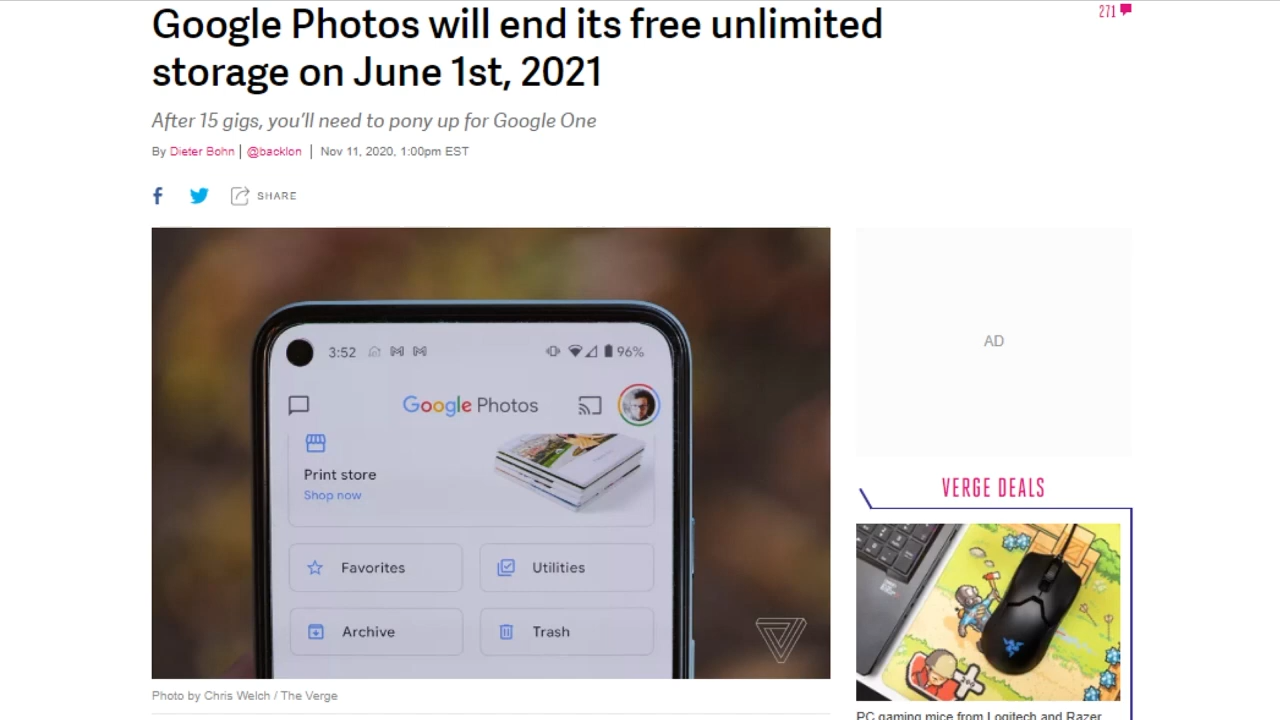 Google Photos will end its free unlimited
storage on June 1st, 2021
271
After 15 gigs, you'll need to pony up for Google One
By Dieter Bohn | @backlon | Nov 11, 2020, 1:00pm EST
SHARE
3:52
96%
Google Photos
Print store
Shop now
Favorites
Utilities
Archive
Trash
Photo by Chris Welch / The Verge
AD
VERGE DEALS
PC gaming mice from Logitech and Razer